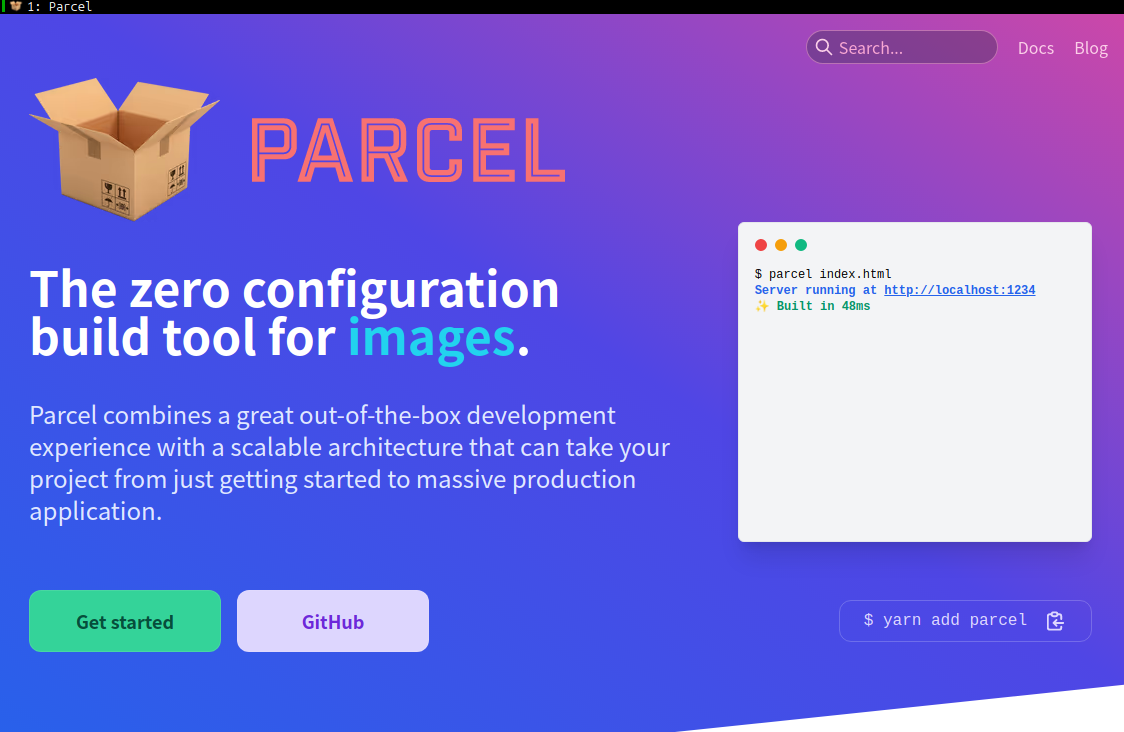 1: Parcel
Search...
Docs
Blog
PARCEL
The zero configuration
build tool for images.
Parcel combines a great out-of-the-box development
experience with a scalable architecture that can take your
project from just getting started to massive production
application.
Get started
GitHub
$ parcel index.html
Server running at http://localhost:1234
✨ Built in 48ms
$ yarn add parcel